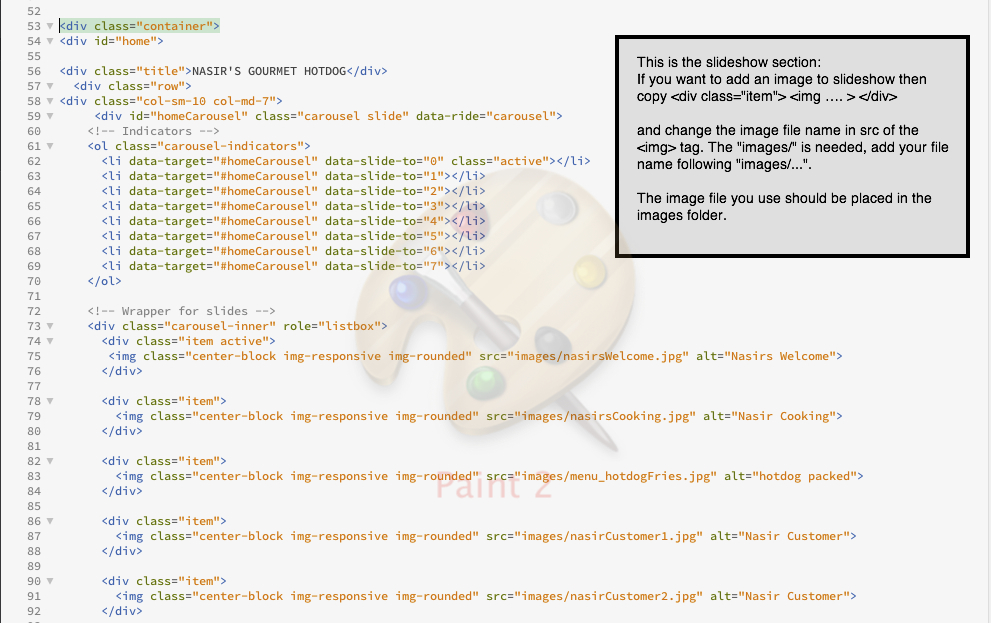 52
53 <div class="container">
54 <div id="home">
55
56 <div class="title">NASIR'S GOURMET HOTDOG</div>
57 <div class="row">
58 <div class="col-sm-10 col-md-7">
59 <div id="homeCarousel" class="carousel slide" data-ride="carousel">
60 <!-- Indicators -->
61 <ol class="carousel-indicators">
62 <li data-target="#homeCarousel" data-slide-to="0" class="active"></li>
63 <li data-target="#homeCarousel" data-slide-to="1"></li>
64 <li data-target="#homeCarousel" data-slide-to="2"></li>
65 <li data-target="#homeCarousel" data-slide-to="3"></li>
66 <li data-target="#homeCarousel" data-slide-to="4"></li>
67 <li data-target="#homeCarousel" data-slide-to="5"></li>
68 <li data-target="#homeCarousel" data-slide-to="6"></li>
69 <li data-target="#homeCarousel" data-slide-to="7"></li>
70 </ol>
71
72 <!-- Wrapper for slides -->
73 <div class="carousel-inner" role="listbox">
74 <div class="item active">
75 <img class="center-block img-responsive img-rounded" src="images/nasirsWelcome.jpg" alt="Nasirs Welcome">
76 </div>
77
78 <div class="item">
79 <img class="center-block img-responsive img-rounded" src="images/nasirsCooking.jpg" alt="Nasir Cooking">
80 </div>
81
82 <div class="item">
83 <img class="center-block img-responsive img-rounded" src="images/menu_hotdogFries.jpg" alt="hotdog packed">
84 </div>
85
86 <div class="item">
87 <img class="center-block img-responsive img-rounded" src="images/nasirCustomer1.jpg" alt="Nasir Customer">
88 </div>
89
90 <div class="item">
91 <img class="center-block img-responsive img-rounded" src="images/nasirCustomer2.jpg" alt="Nasir Customer">
92 </div>
This is the slideshow section:
If you want to add an image to slideshow then
copy <div class="item"> <img .... > </div>
and change the image file name in src of the
<img> tag. The "images/" is needed, add your file
name following "images/...".
The image file you use should be placed in the
images folder.
Paint 2